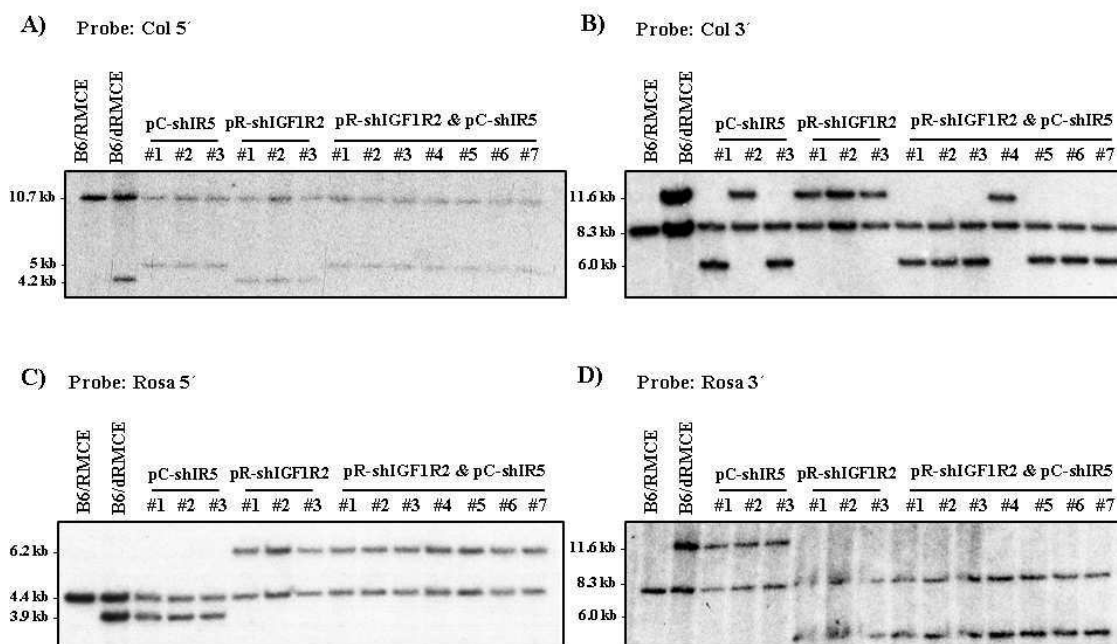 A) Probe: Col 5´
B6/RMCE
B6/dRMCE
pC-shIR5 pR-shIGF1R2 pR-shIGF1R2 & pC-shIR5
#1 #2 #3 #1 #2 #3 #1 #2 #3 #4 #5 #6 #7
10.7 kb
5 kb
4.2 kb
B) Probe: Col 3´
B6/RMCE
B6/dRMCE
pC-shIR5 pR-shIGF1R2 pR-shIGF1R2 & pC-shIR5
#1 #2 #3 #1 #2 #3 #1 #2 #3 #4 #5 #6 #7
11.6 kb
8.3 kb
6.0 kb
C) Probe: Rosa 5´
B6/RMCE
B6/dRMCE
pC-shIR5 pR-shIGF1R2 pR-shIGF1R2 & pC-shIR5
#1 #2 #3 #1 #2 #3 #1 #2 #3 #4 #5 #6 #7
6.2 kb
4.4 kb
3.9 kb
D) Probe: Rosa 3´
B6/RMCE
B6/dRMCE
pC-shIR5 pR-shIGF1R2 pR-shIGF1R2 & pC-shIR5
#1 #2 #3 #1 #2 #3 #1 #2 #3 #4 #5 #6 #7
11.6 kb
8.3 kb
6.0 kb